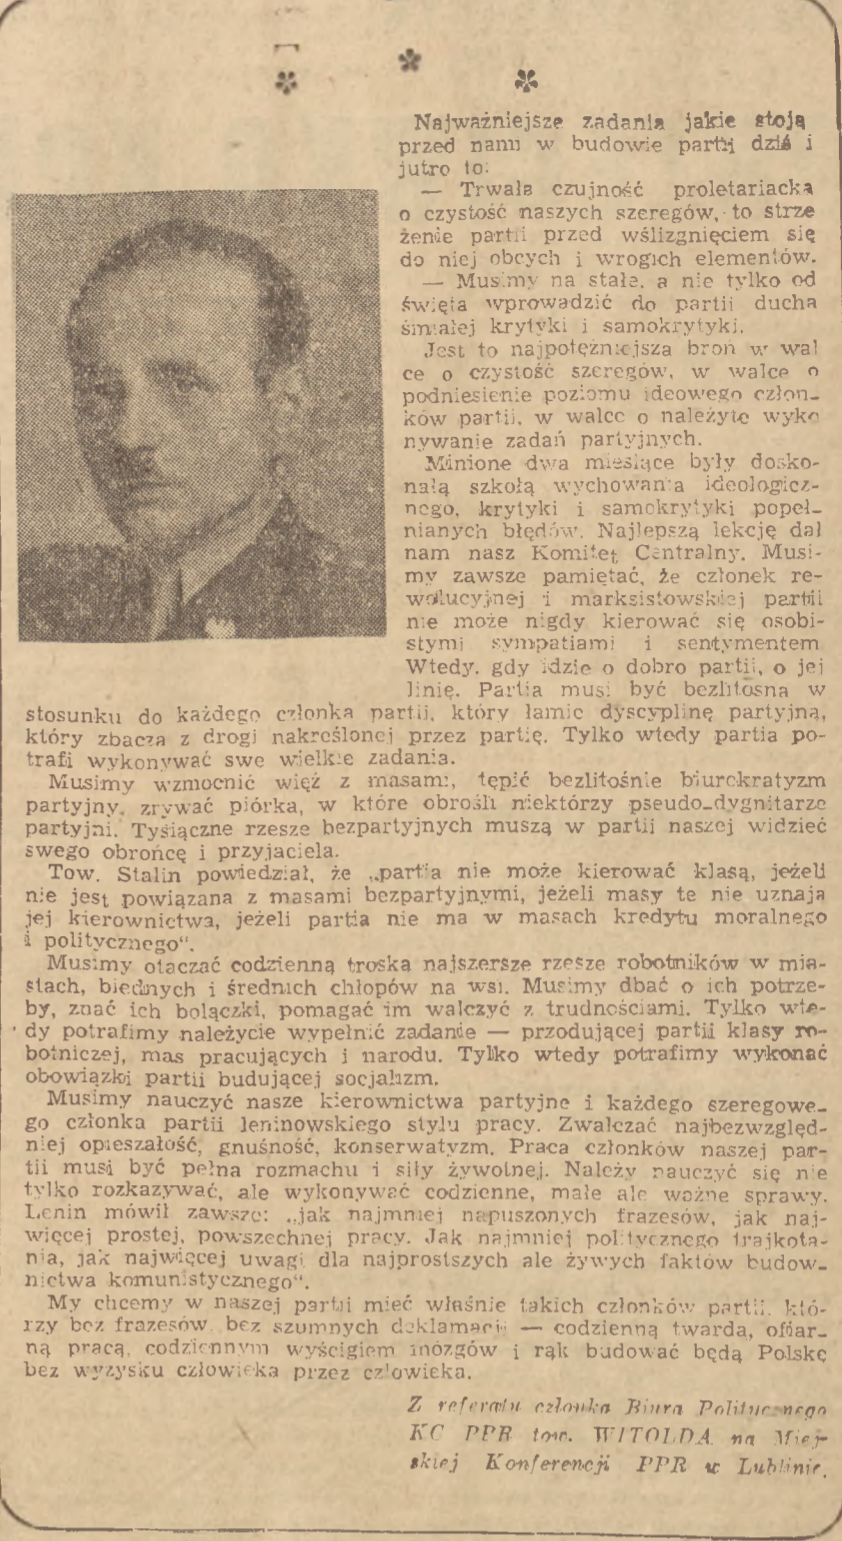 * * *
Najważniejsze zadania jakie stoją
przed nami w budowie partii dziś i
jutro to:
— Trwała czujność proletariacka
o czystość naszych szeregów, to strze
żenie partii przed wślizgnięciem się
do niej obcych i wrogich elementów.
— Musimy na stałe, a nie tylko od
święta wprowadzić do partii ducha
śmiałej krytyki i samokrytyki.
Jest to najpotężniejsza broń w wal
ce o czystość szeregów, w walce o
podniesienie poziomu ideowego człon-
ków partii, w walce o należyte wyko
nywanie zadań partyjnych.
Minione dwa miesiące były dosko-
nałą szkołą wychowania ideologicz-
nego, krytyki i samokrytyki popeł-
nianych błędów. Najlepszą lekcję dał
nam nasz Komitet Centralny. Musi-
my zawsze pamiętać, że członek re-
wolucyjnej i marksistowskiej partii
nie może nigdy kierować się osobi-
stymi sympatiami i sentymentem
Wtedy, gdy idzie o dobro partii, o jej
linię. Partia musi być bezlitosna w
stosunku do każdego członka partii, który łamie dyscyplinę partyjną,
który zbacza z drogi nakreślonej przez partię. Tylko wtedy partia po-
trafi wykonywać swe wielkie zadania.
Musimy wzmocnić więź z masami, tępić bezlitośnie biurokratyzm
partyjny, zrywać piórka, w które obrośli niektórzy pseudo-dygnitarze
partyjni. Tysiączne rzesze bezpartyjnych muszą w partii naszej widzieć
swego obrońcę i przyjaciela.
Tow. Stalin powiedział, że „partia nie może kierować klasą, jeżeli
nie jest powiązana z masami bezpartyjnymi, jeżeli masy te nie uznaja
jej kierownictwa, jeżeli partia nie ma w masach kredytu moralnego
i politycznego“.
Musimy otaczać codzienną troską najszersze rzesze robotników w mia-
stach, biednych i średnich chłopów na wsi. Musimy dbać o ich potrze-
by, znać ich bolączki, pomagać im walczyć z trudnościami. Tylko wte-
dy potrafimy należycie wypełnić zadanie — przodującej partii klasy ro-
botniczej, mas pracujących i narodu. Tylko wtedy potrafimy wykonać
obowiązki partii budującej socjalizm.
Musimy nauczyć nasze kierownictwa partyjne i każdego szeregowe-
go członka partii leninowskiego stylu pracy. Zwalczać najbezwzględ-
niej opieszałość, gnuśność, konserwatyzm. Praca członków naszej par-
tii musi być pełna rozmachu i siły żywotnej. Należy nauczyć się nie
tylko rozkazywać, ale wykonywać codzienne, małe ale ważne sprawy.
Lenin mówił zawsze: „jak najmniej napuszonych frazesów, jak naj-
więcej prostej, powszechnej pracy. Jak najmniej politycznego trajkota-
nia, jak najwięcej uwagi dla najprostszych ale żywych faktów budow-
nictwa komunistycznego“.
My chcemy w naszej partii mieć właśnie takich członków partii, któ-
rzy bez frazesów, bez szumnych deklamacji — codzienną twardą, ofiar-
ną pracą, codziennym wyścigiem mózgów i rąk budować będą Polskę
bez wyzysku człowieka przez człowieka.
Z referatu członka Biura Politycznego
KC PPR tow. WITOLDA na Miej-
skiej Konferencji PPR w Lublinie.